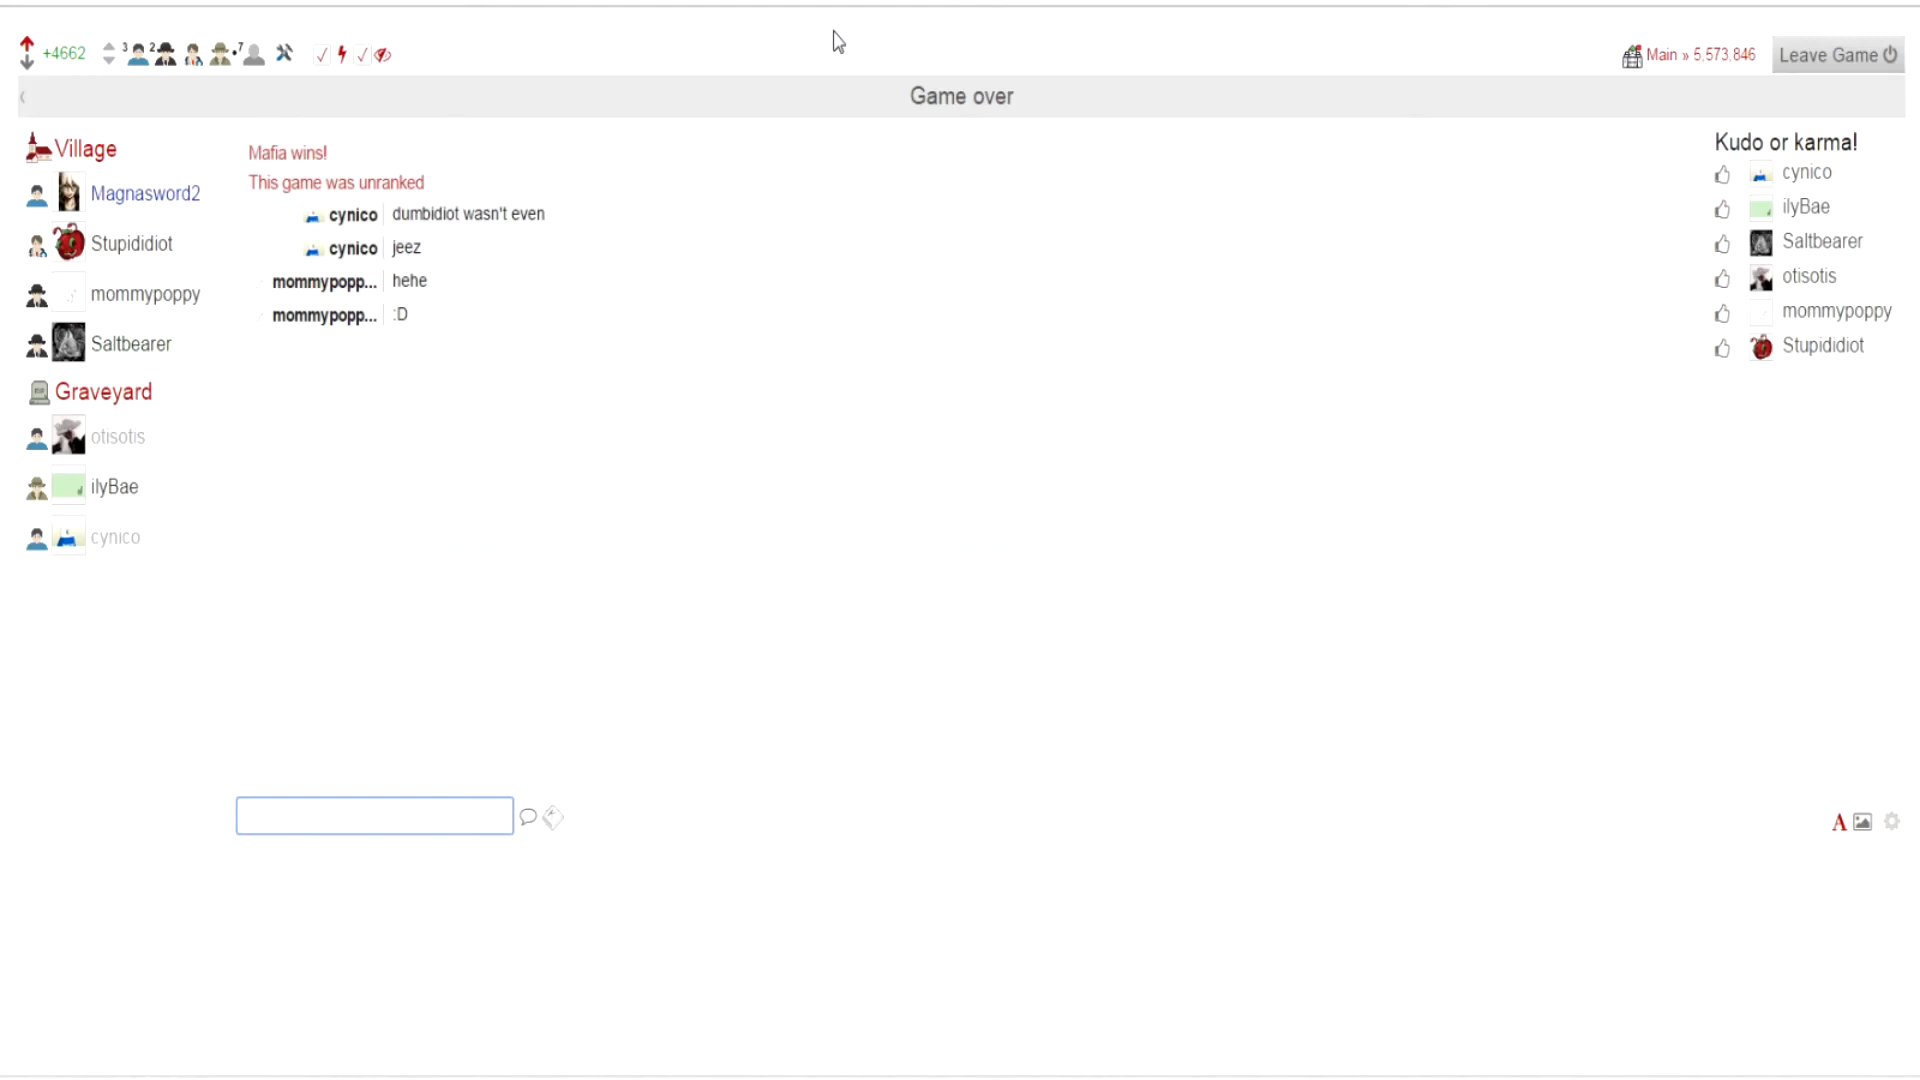 +4662 3 2 •7 Main » 5,573,846 Leave Game
Game over
Village
Magnasword2
Stupididiot
mommypoppy
Saltbearer
Graveyard
otisotis
ilyBae
cynico
Mafia wins!
This game was unranked
cynico dumbidiot wasn't even
cynico jeez
mommypopp... hehe
mommypopp... :D
Kudo or karma!
cynico
ilyBae
Saltbearer
otisotis
mommypoppy
Stupididiot
A